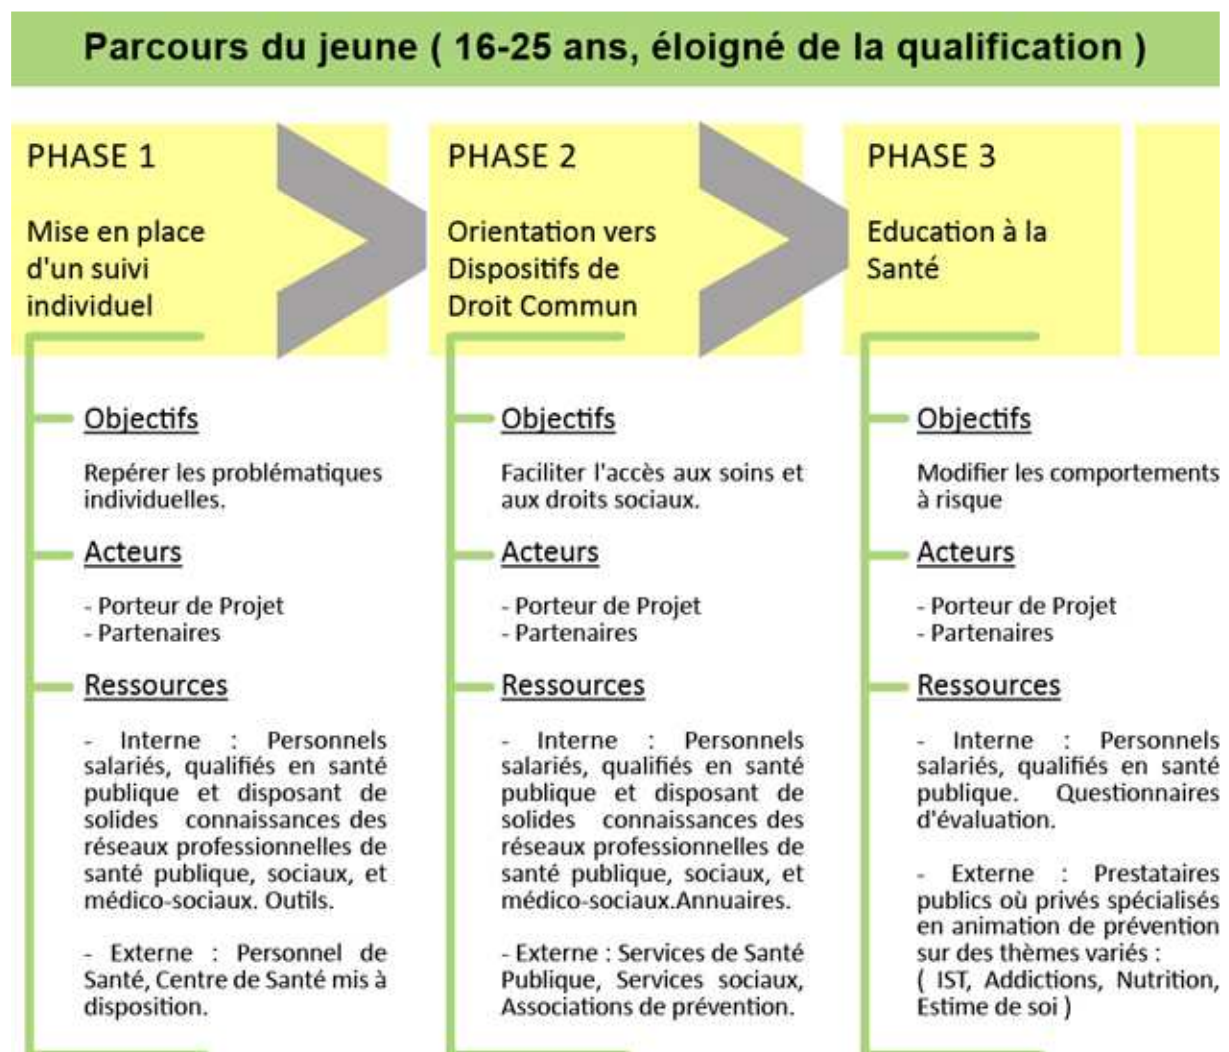 Parcours du jeune ( 16-25 ans, éloigné de la qualification )
PHASE 1
Mise en place
d'un suivi
individuel
Objectifs
Repérer les problématiques
individuelles.
Acteurs
- Porteur de Projet
- Partenaires
Ressources
- Interne : Personnels
salariés, qualifiés en santé
publique et disposant de
solides connaissances des
réseaux professionnelles de
santé publique, sociaux, et
médico-sociaux. Outils.
- Externe : Personnel de
Santé, Centre de Santé mis à
disposition.
PHASE 2
Orientation vers
Dispositifs de
Droit Commun
Objectifs
Faciliter l'accès aux soins et
aux droits sociaux.
Acteurs
- Porteur de Projet
- Partenaires
Ressources
- Interne : Personnels
salariés, qualifiés en santé
publique et disposant de
solides connaissances des
réseaux professionnelles de
santé publique, sociaux, et
médico-sociaux.Annuaires.
- Externe : Services de Santé
Publique, Services sociaux,
Associations de prévention.
PHASE 3
Education à la
Santé
Objectifs
Modifier les comportements
à risque
Acteurs
- Porteur de Projet
- Partenaires
Ressources
- Interne : Personnels
salariés, qualifiés en santé
publique. Questionnaires
d'évaluation.
- Externe : Prestataires
publics où privés spécialisés
en animation de prévention
sur des thèmes variés :
( IST, Addictions, Nutrition,
Estime de soi )